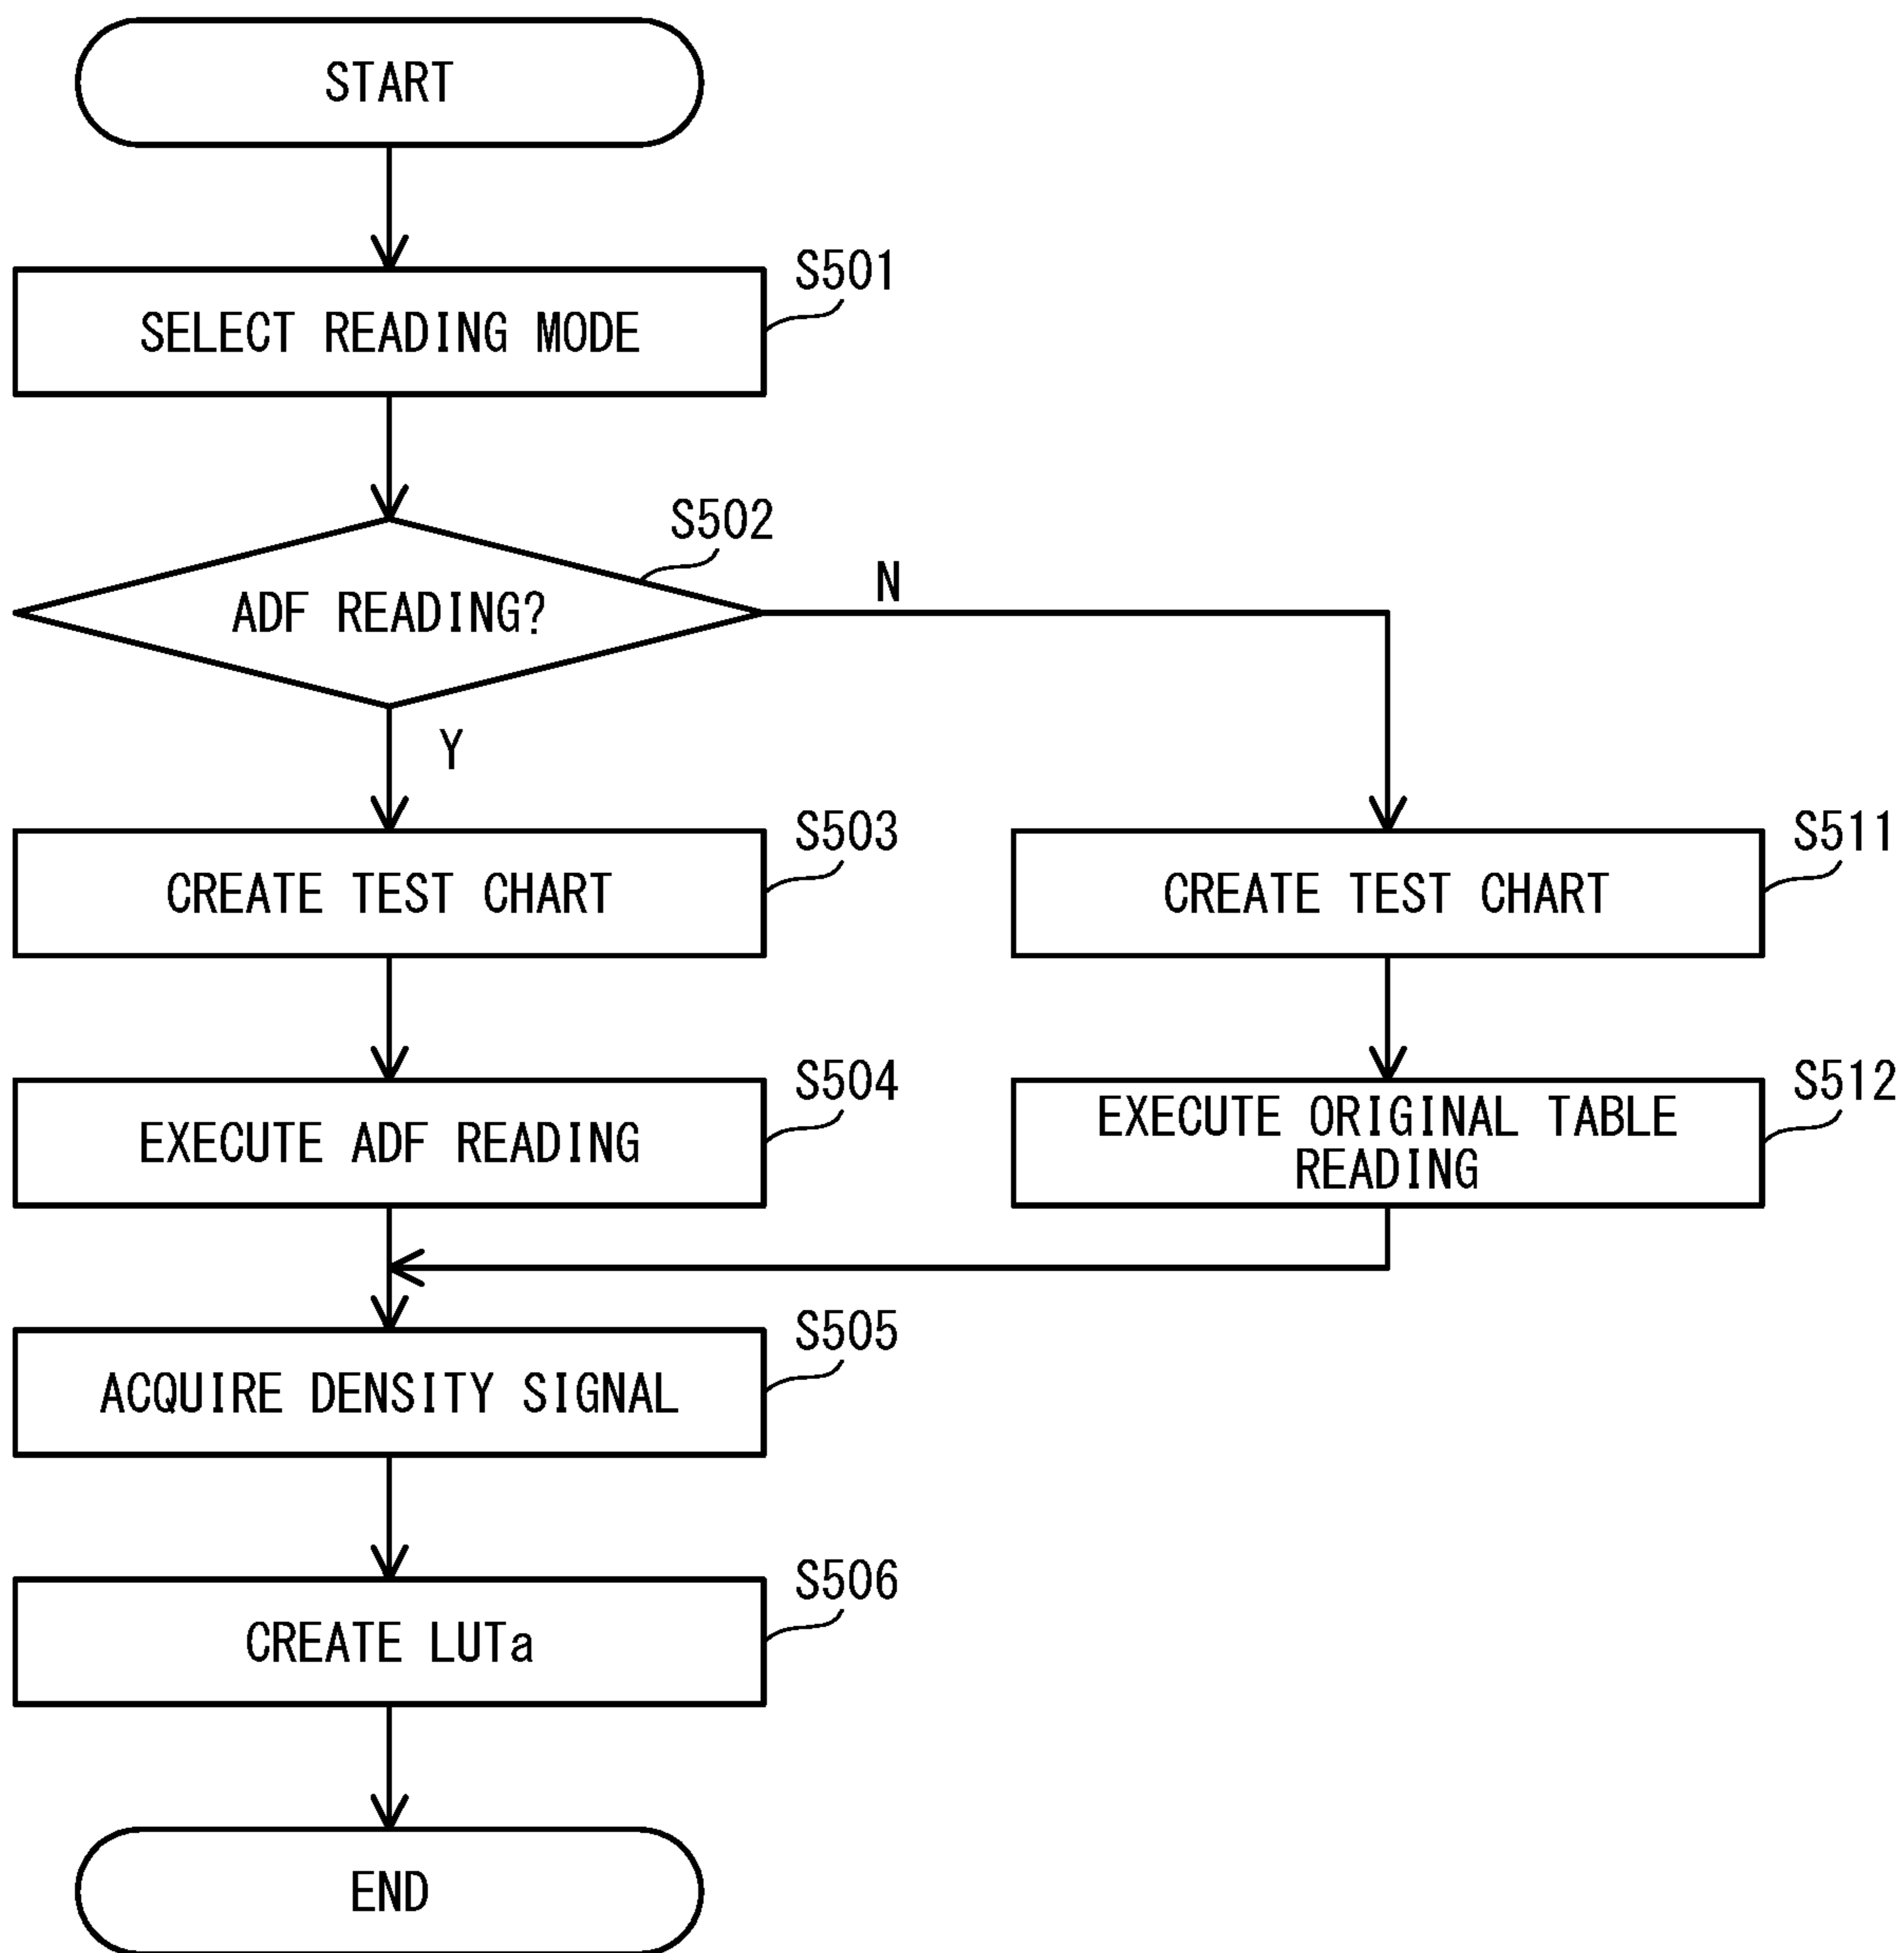 START
S501
SELECT READING MODE
S502
ADF READING?
N
Y
S503
CREATE TEST CHART
S511
CREATE TEST CHART
S504
EXECUTE ADF READING
S512
EXECUTE ORIGINAL TABLE
READING
S505
ACQUIRE DENSITY SIGNAL
S506
CREATE LUTa
END